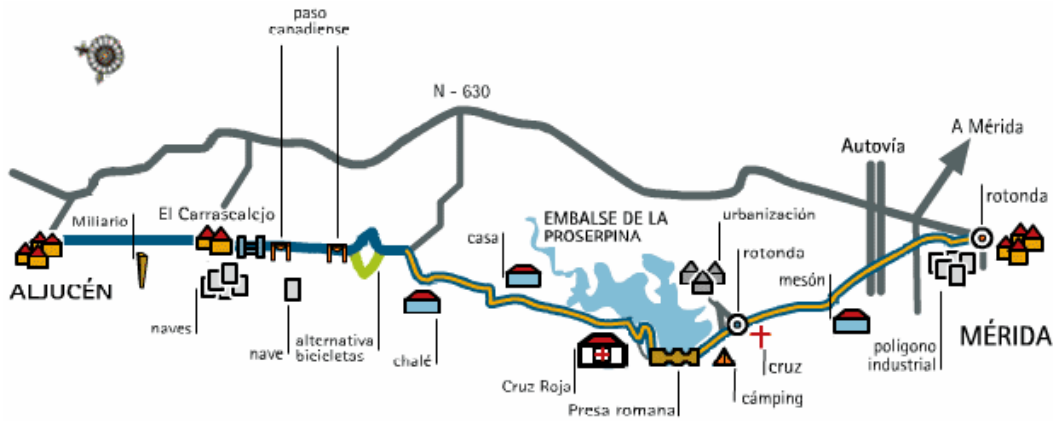 paso
canadiense
N - 630
A Mérida
Autovía
rotonda
Miliario
El Carrascalejo
EMBALSE DE LA
PROSERPINA
urbanización
casa
rotonda
mesón
ALJUCÉN
naves
nave
alternativa
bicicletas
chalé
Cruz Roja
Presa romana
cruz
cámping
polígono
industrial
MÉRIDA